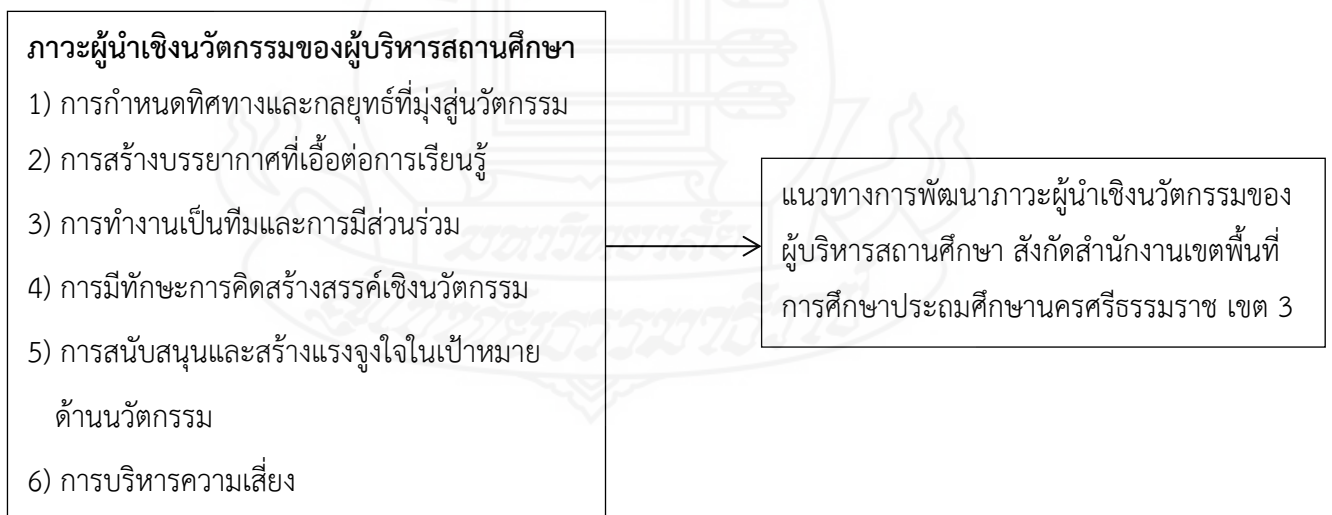 ภาวะผู้นำเชิงนวัตกรรมของผู้บริหารสถานศึกษา
1) การกำหนดทิศทางและกลยุทธ์ที่มุ่งสู่นวัตกรรม
2) การสร้างบรรยากาศที่เอื้อต่อการเรียนรู้
3) การทำงานเป็นทีมและการมีส่วนร่วม
4) การมีทักษะการคิดสร้างสรรค์เชิงนวัตกรรม
5) การสนับสนุนและสร้างแรงจูงใจในเป้าหมาย
ด้านนวัตกรรม
6) การบริหารความเสี่ยง
แนวทางการพัฒนาภาวะผู้นำเชิงนวัตกรรมของ
ผู้บริหารสถานศึกษา สังกัดสำนักงานเขตพื้นที่
การศึกษาประถมศึกษานครศรีธรรมราช เขต 3